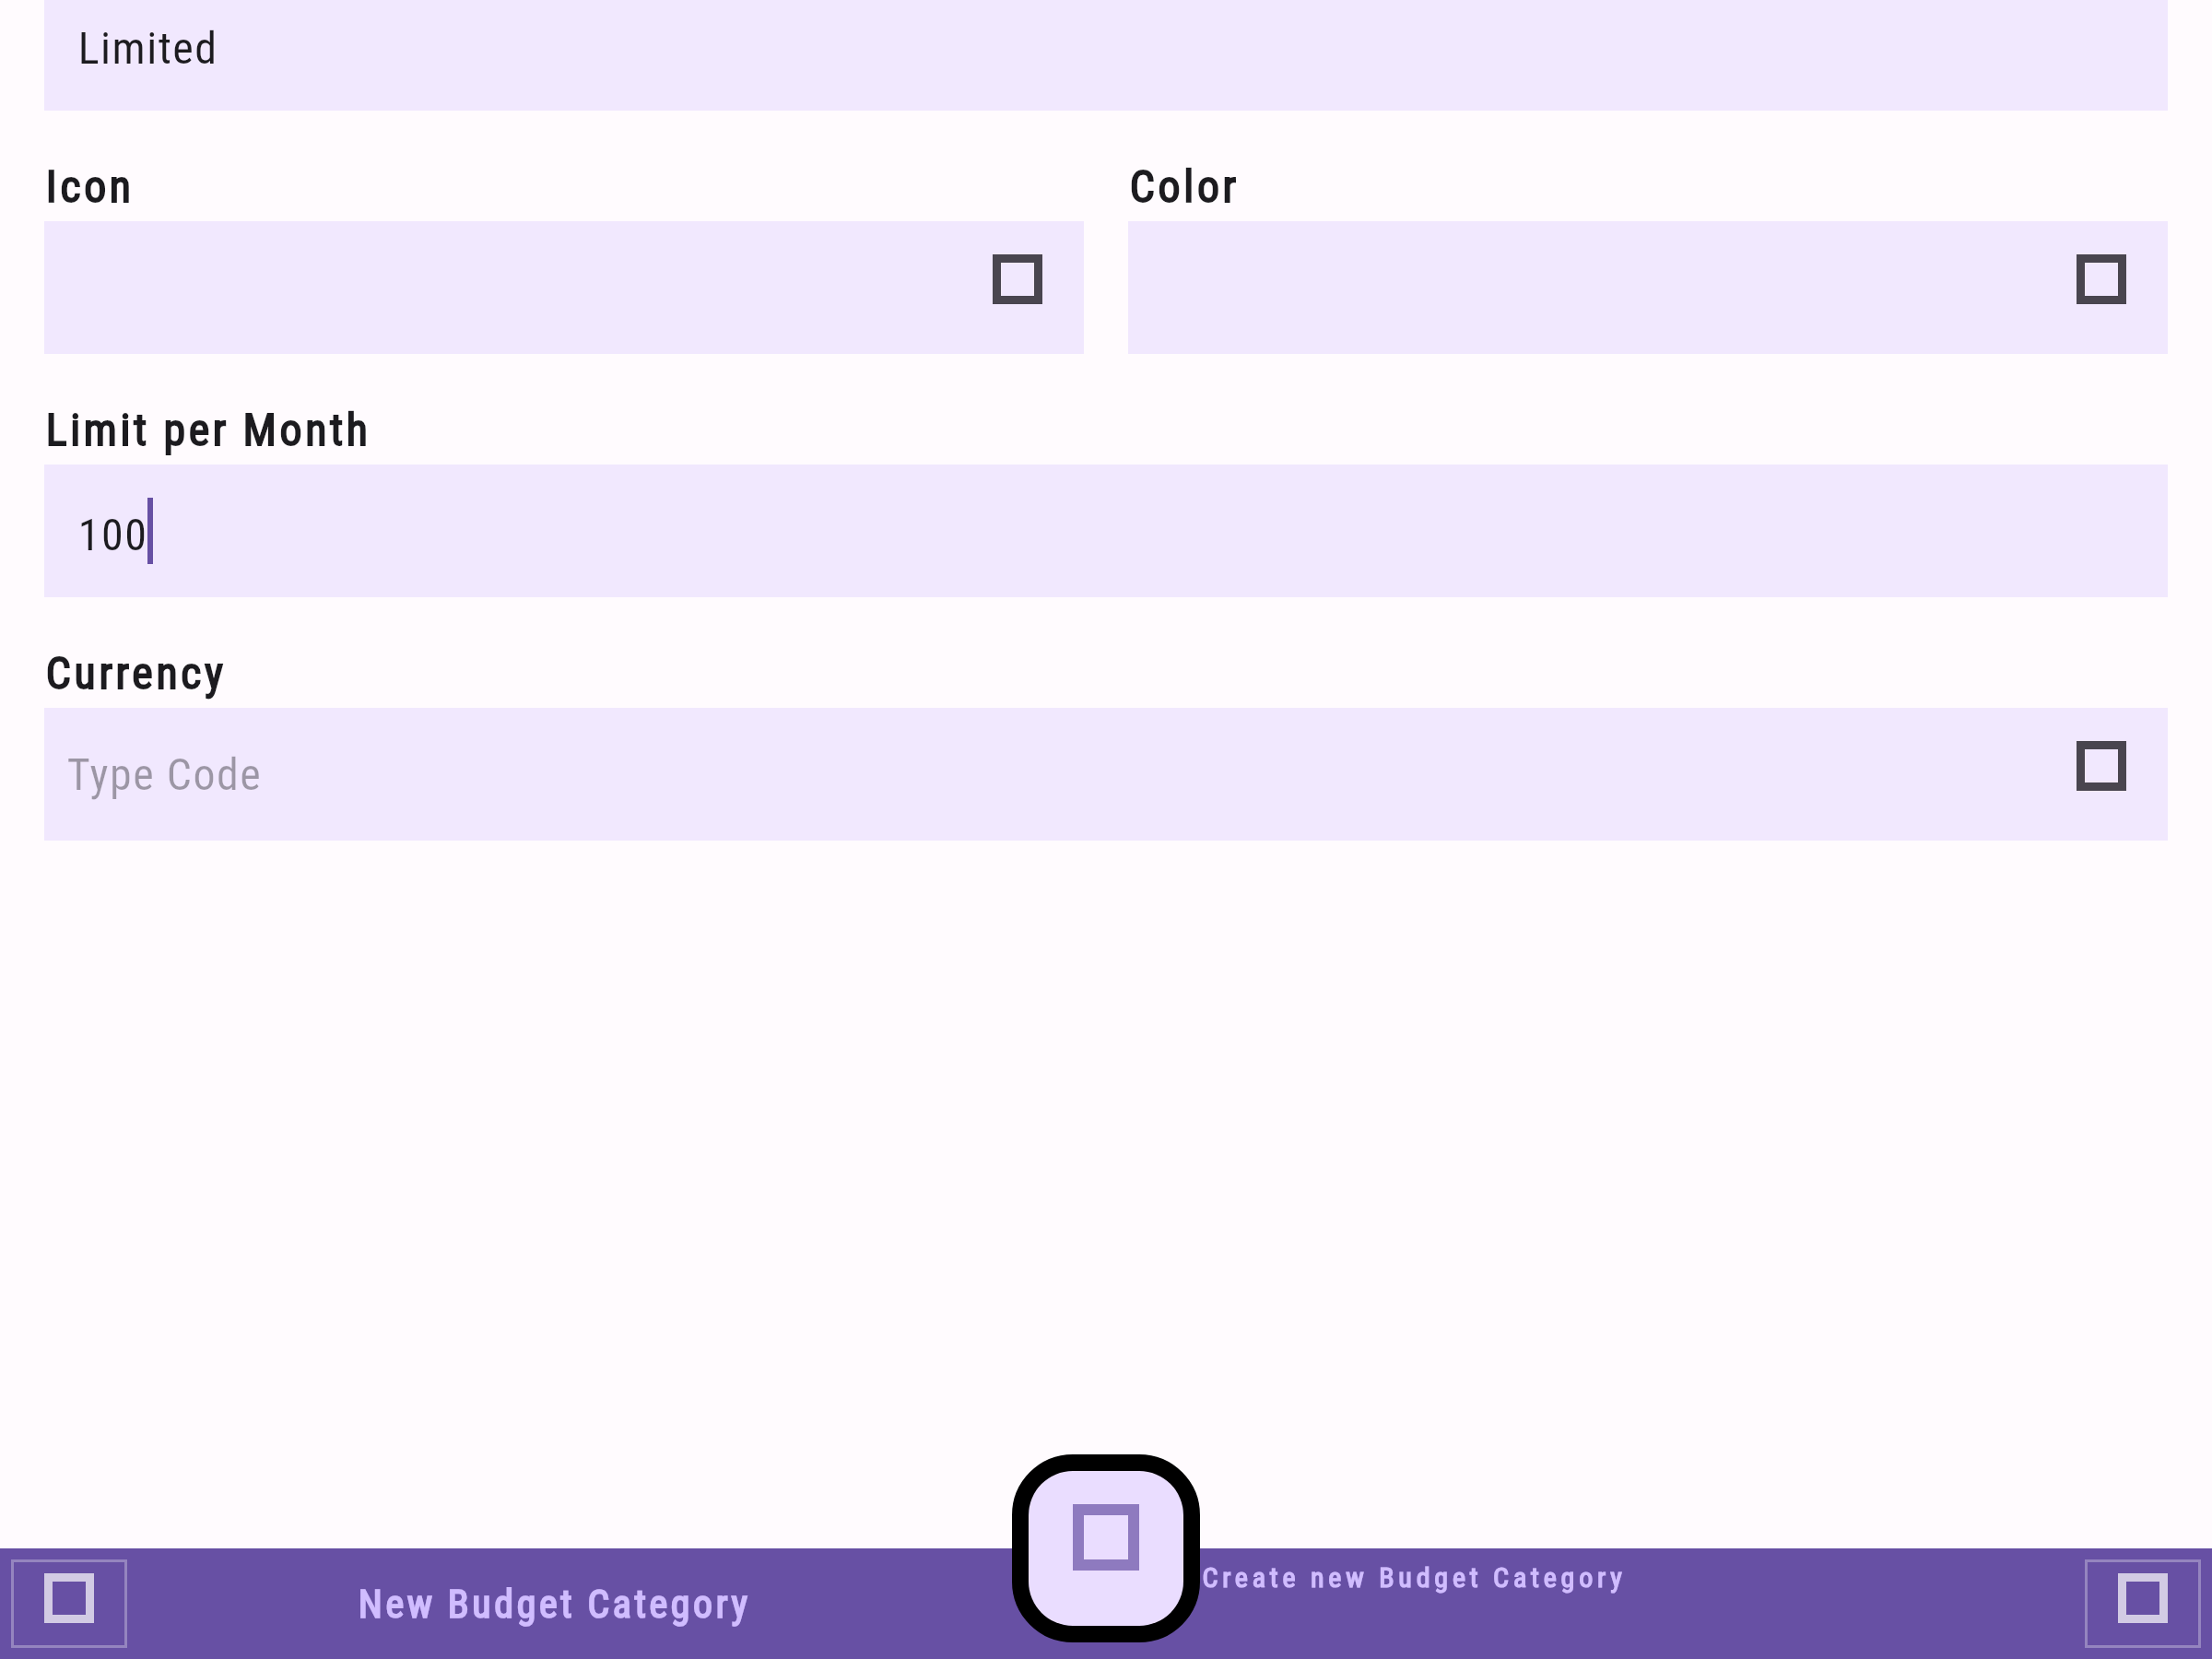 Limited
Icon
Color
Limit per Month
100
Currency
Type Code
New Budget Category
Create new Budget Category